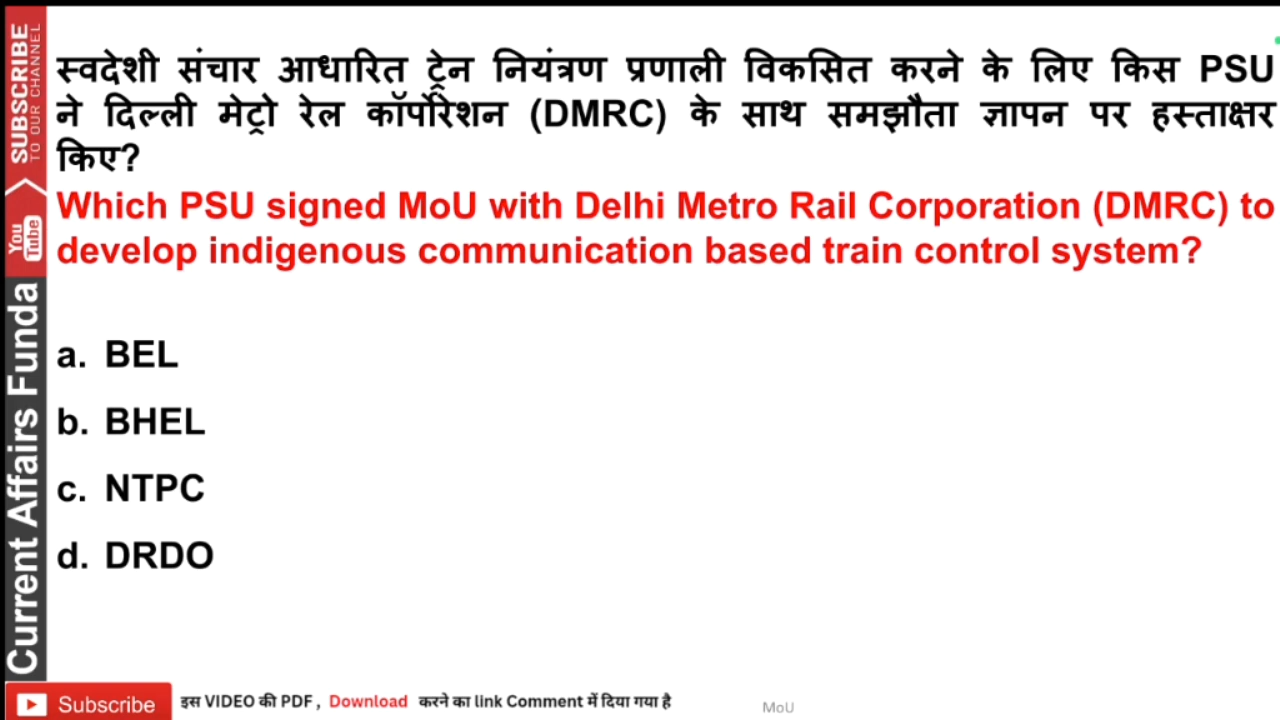 स्वदेशी संचार आधारित ट्रेन नियंत्रण प्रणाली विकसित करने के लिए किस PSU
ने दिल्ली मेट्रो रेल कॉर्पोरेशन (DMRC) के साथ समझौता ज्ञापन पर हस्ताक्षर
किए?
Which PSU signed MoU with Delhi Metro Rail Corporation (DMRC) to
develop indigenous communication based train control system?
a. BEL
b. BHEL
c. NTPC
d. DRDO
SUBSCRIBE
TO OUR CHANNEL
You
Tube
Current Affairs Funda
Subscribe
इस VIDEO की PDF , Download करने का link Comment में दिया गया है
MoU